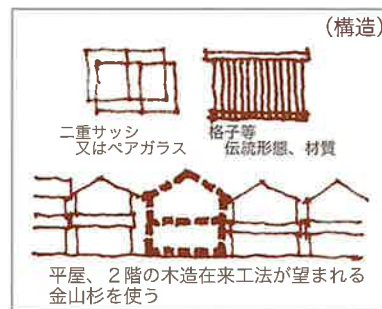 (構造)
二重サッシ
又はペアガラス
格子等
伝統形態、材質
平屋、2階の木造在来工法が望まれる
金山杉を使う